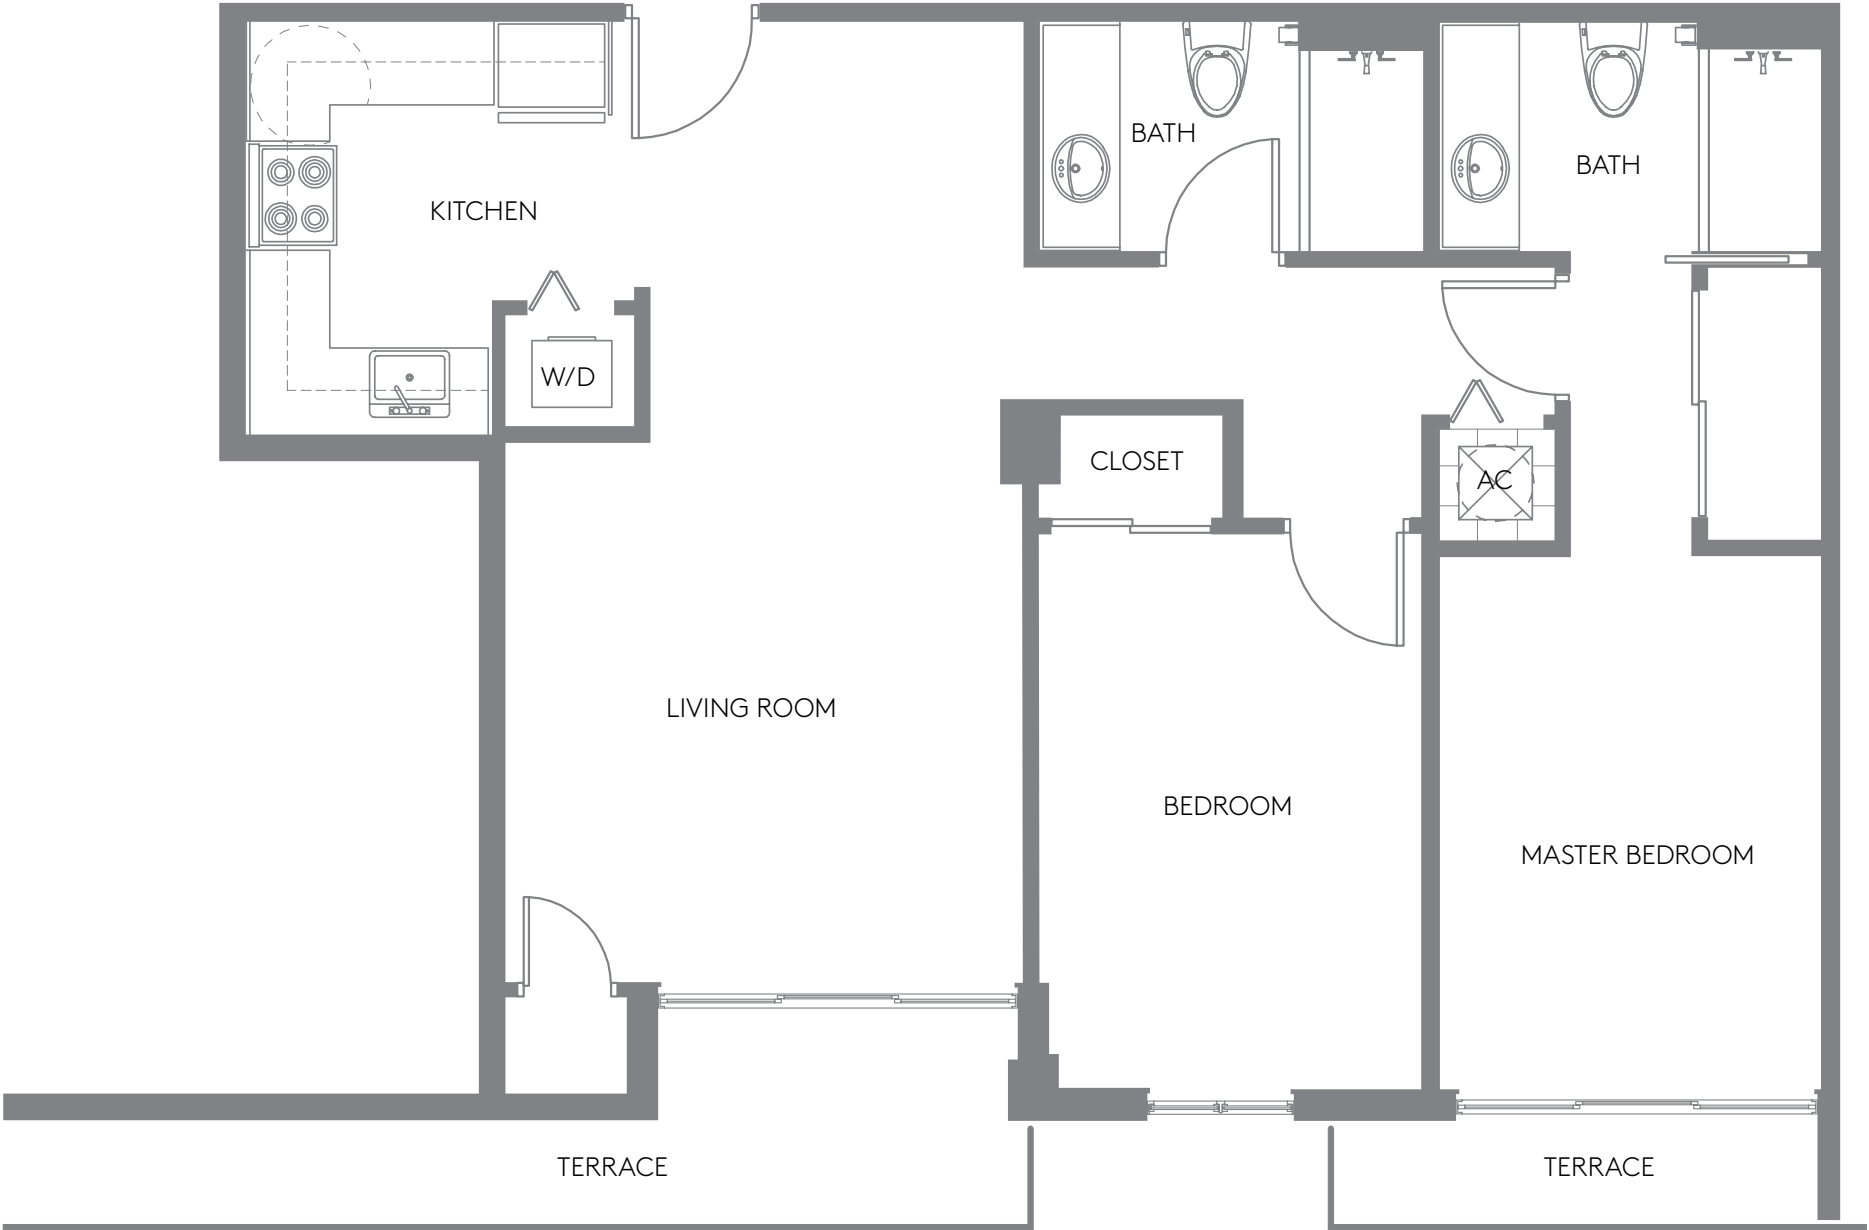 BATH
BATH
KITCHEN
W/D
CLOSET
AC
LIVING ROOM
BEDROOM
MASTER BEDROOM
TERRACE
TERRACE